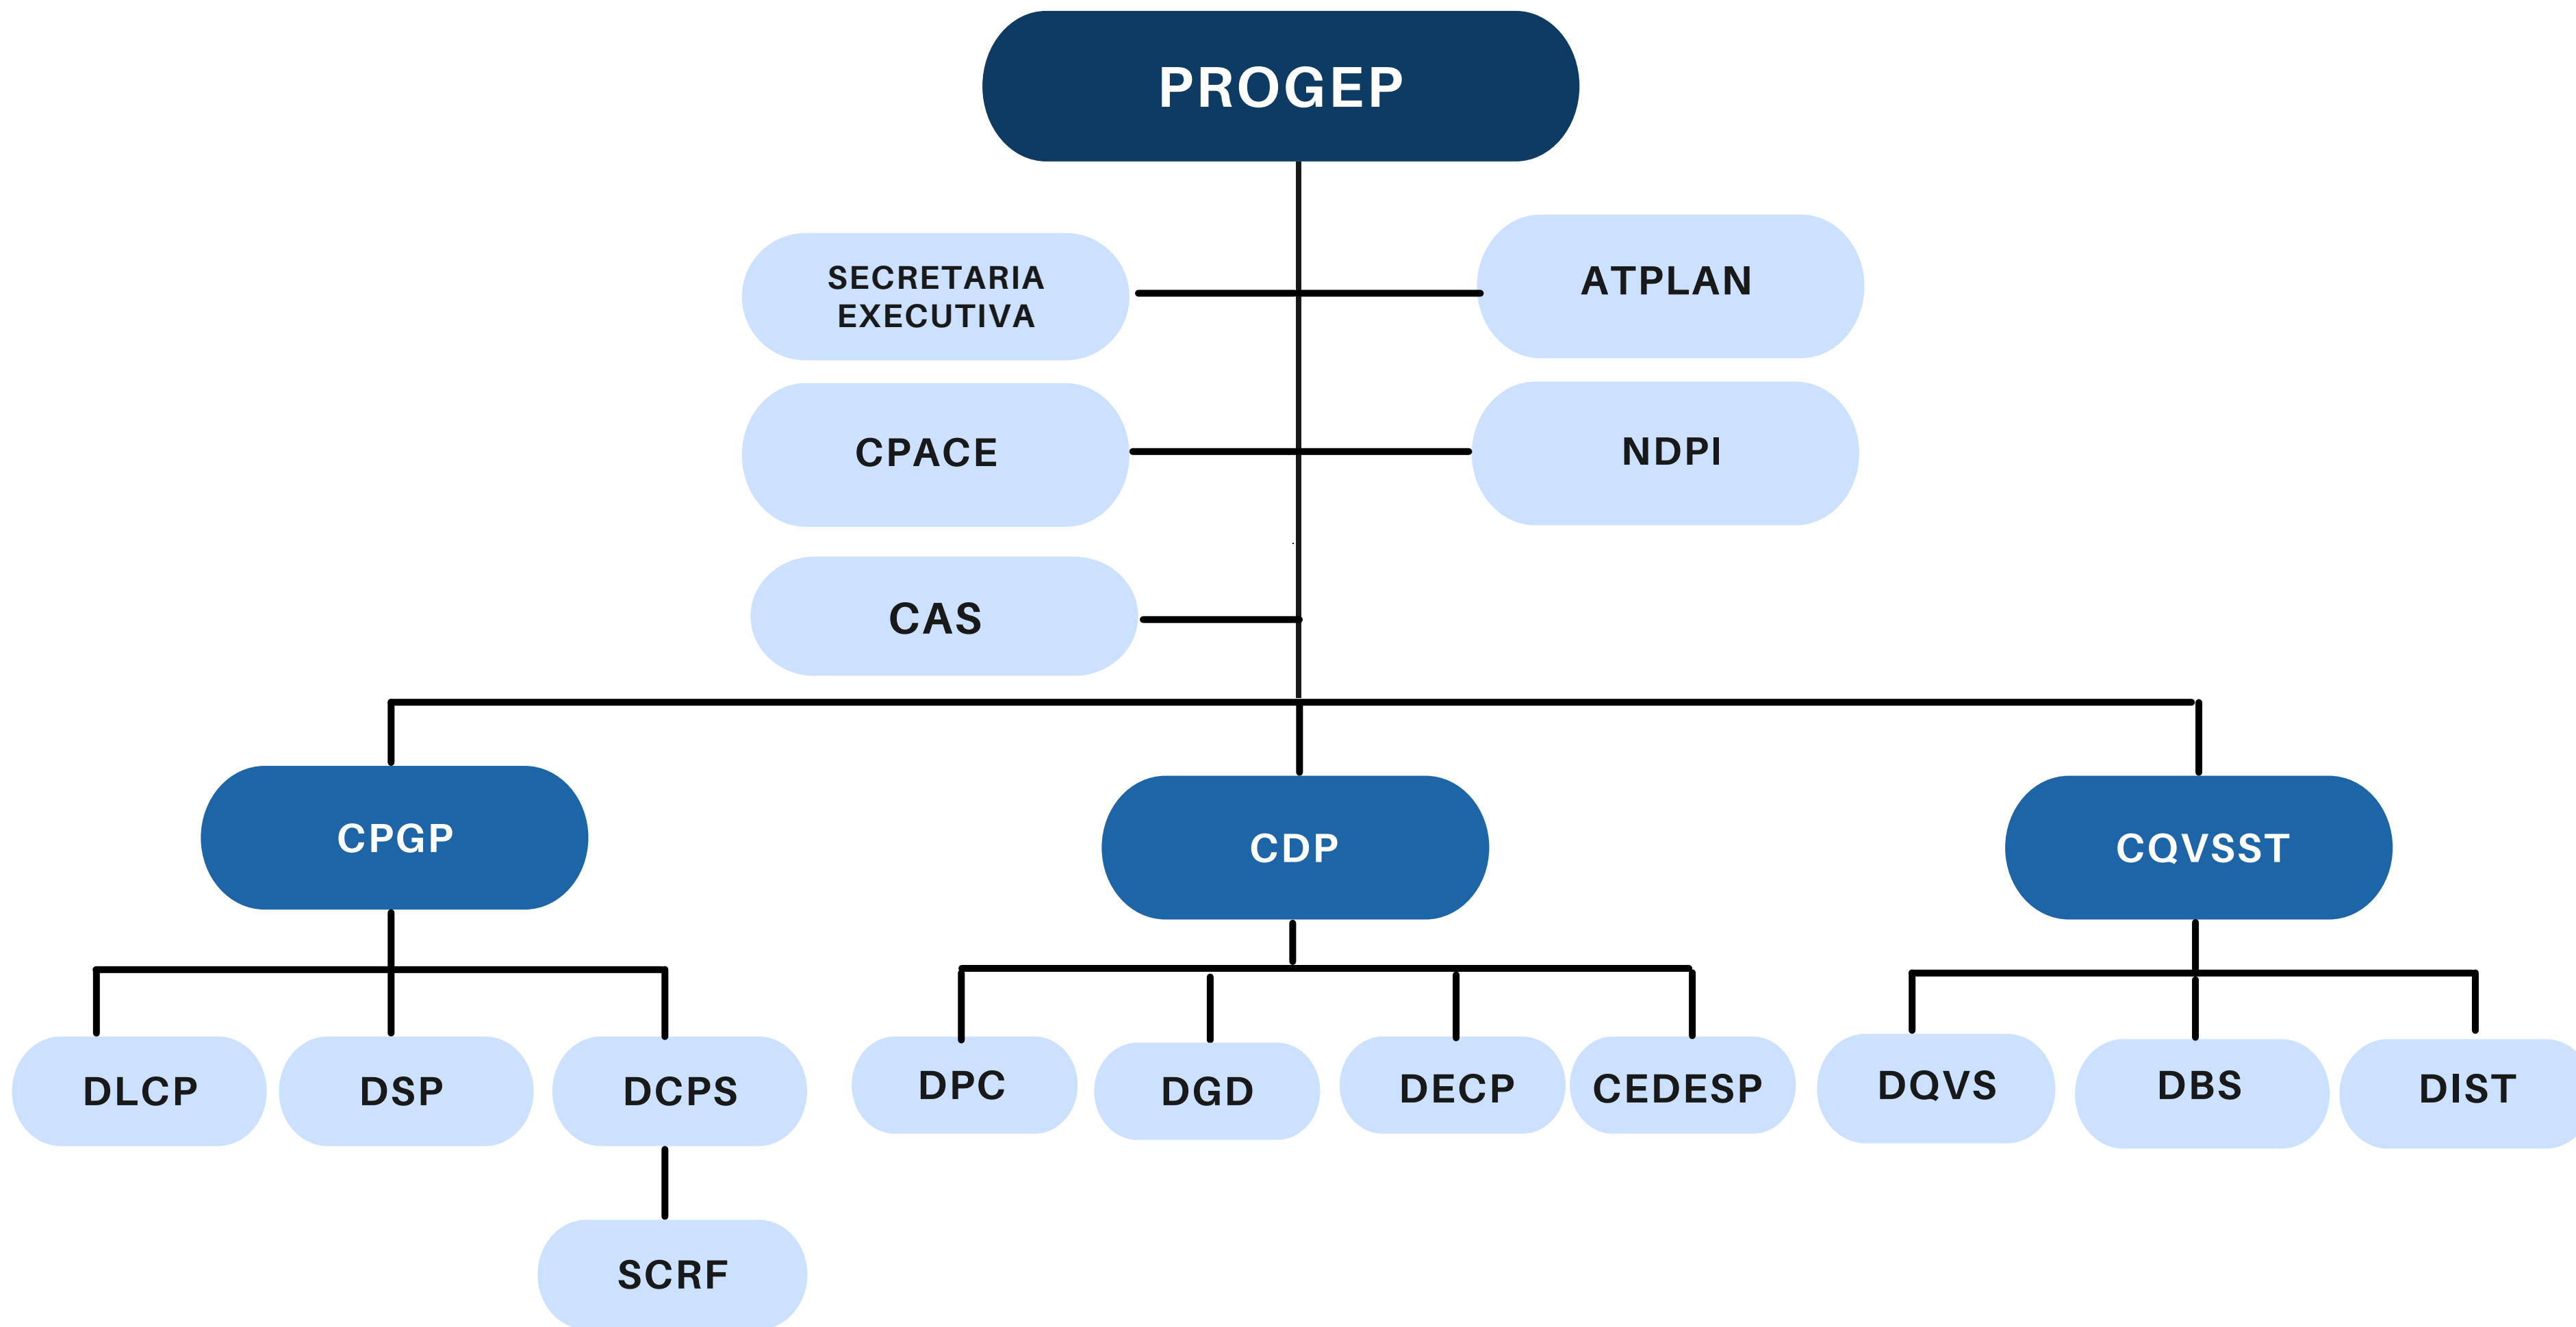 PROGEP
SECRETARIA
EXECUTIVA
ATPLAN
CPACE
NDPI
CAS
CPGP
CDP
CQVSST
DLCP
DSP
DCPS
DPC
DGD
DECP
CEDESP
DQVS
DBS
DIST
SCRF